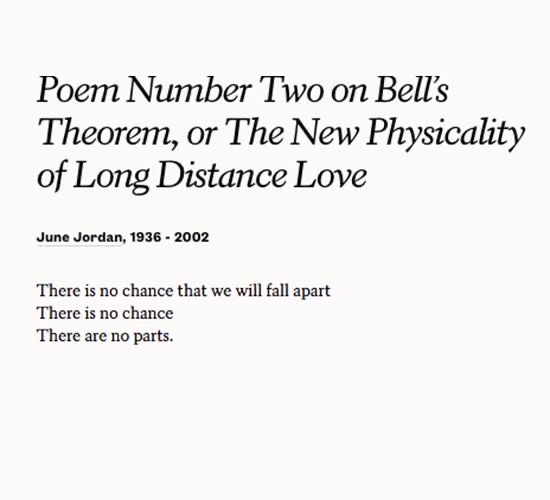 Poem Number Two on Bell's
Theorem, or The New Physicality
of Long Distance Love
June Jordan, 1936 - 2002
There is no chance that we will fall apart
There is no chance
There are no parts.